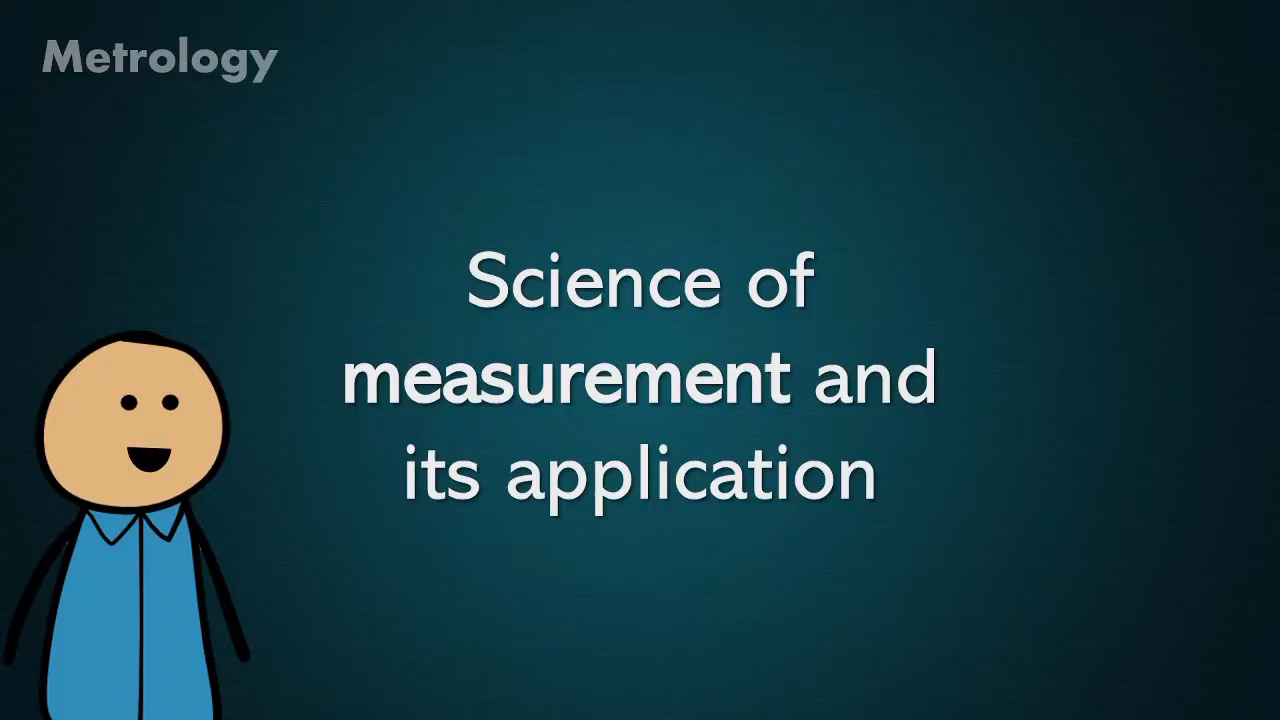 Metrology
Science of
measurement and
its application